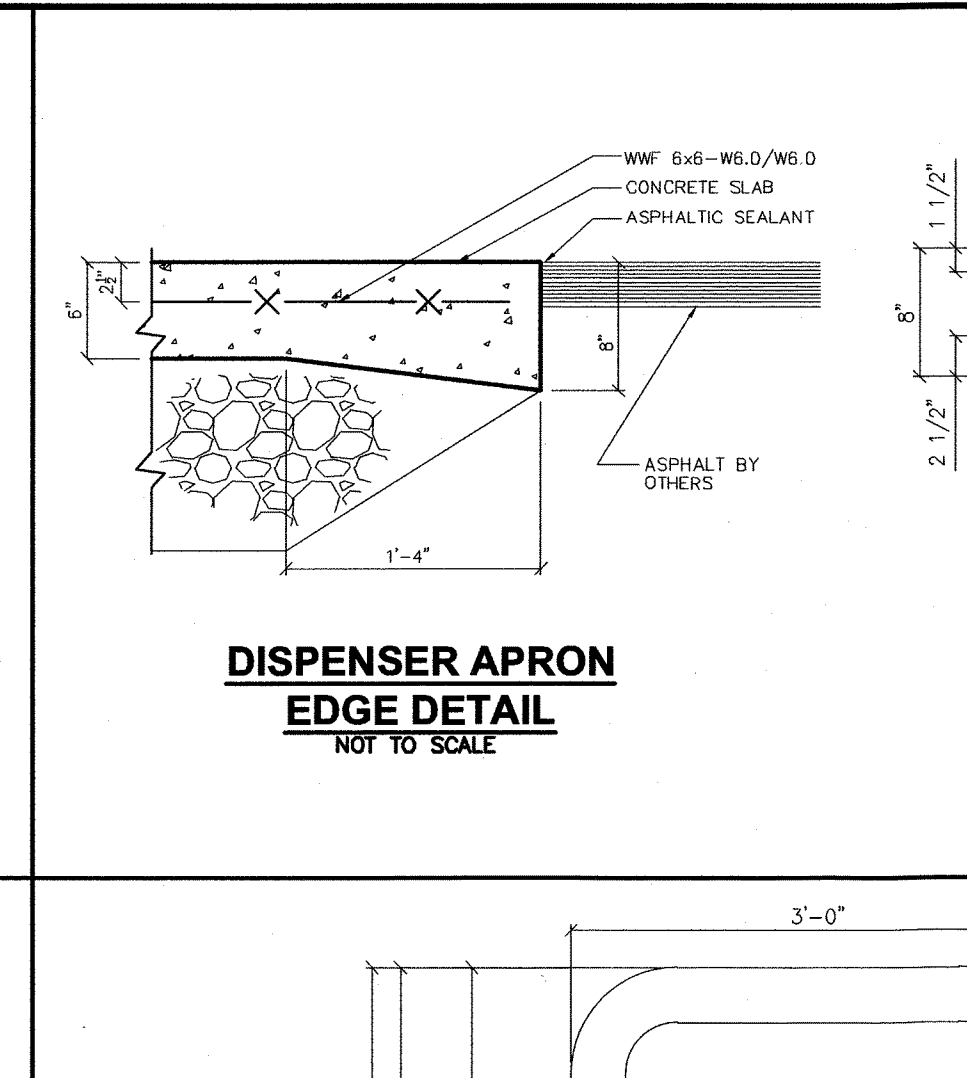 WWF 6x6-W6.0/W6.0
CONCRETE SLAB
ASPHALTIC SEALANT
6"
2½"
8"
ASPHALT BY
OTHERS
1'-4"
DISPENSER APRON
EDGE DETAIL
NOT TO SCALE
1 1/2"
8"
2 1/2"
3'-0"